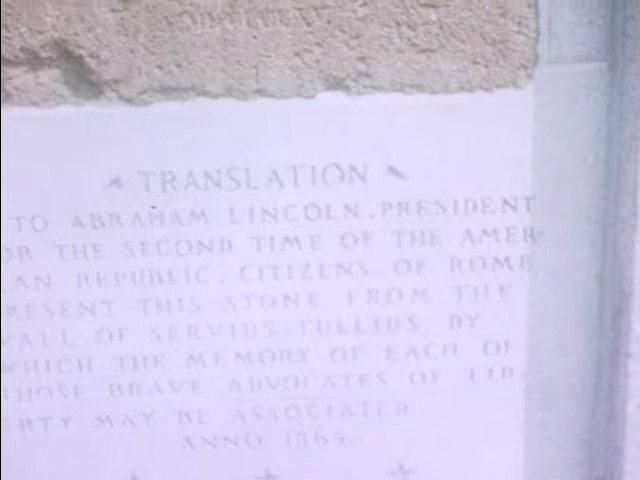 TRANSLATION
TO ABRAHAM LINCOLN, PRESIDENT
OR THE SECOND TIME OF THE AMER-
AN REPUBLIC, CITIZENS OF ROME
RESENT THIS STONE FROM THE
WALL OF SERVIUS TULLIUS BY
WHICH THE MEMORY OF EACH OF
THOSE BRAVE ADVOCATES OF LIB-
ERTY MAY BE ASSOCIATED
ANNO 1865.